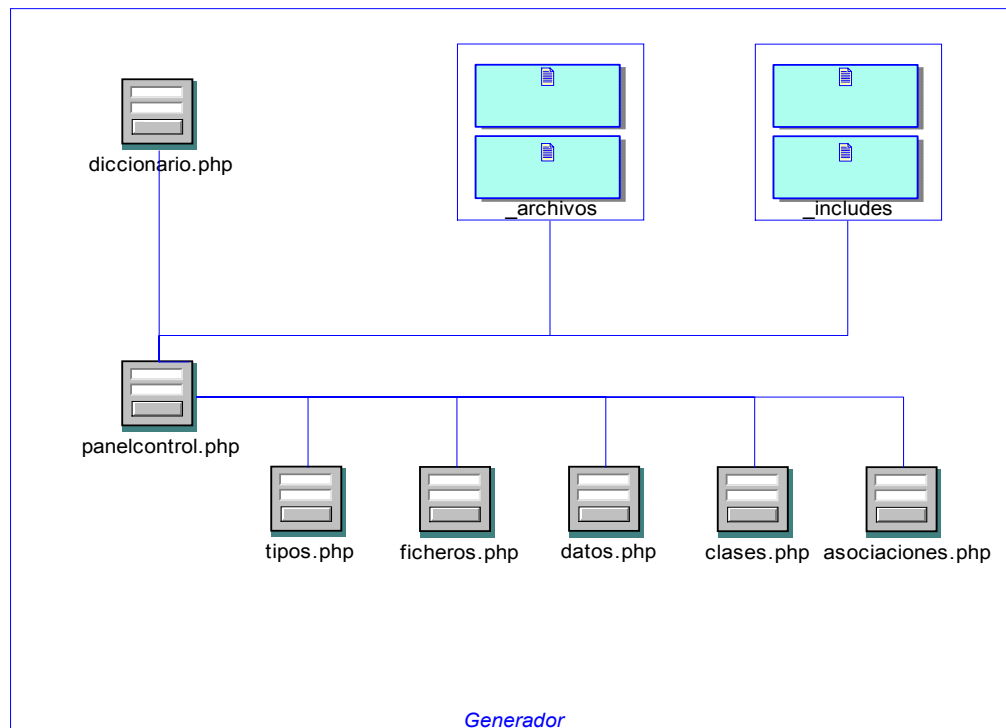 diccionario.php
_archivos
_includes
panelcontrol.php
tipos.php
ficheros.php
datos.php
clases.php
asociaciones.php
Generador